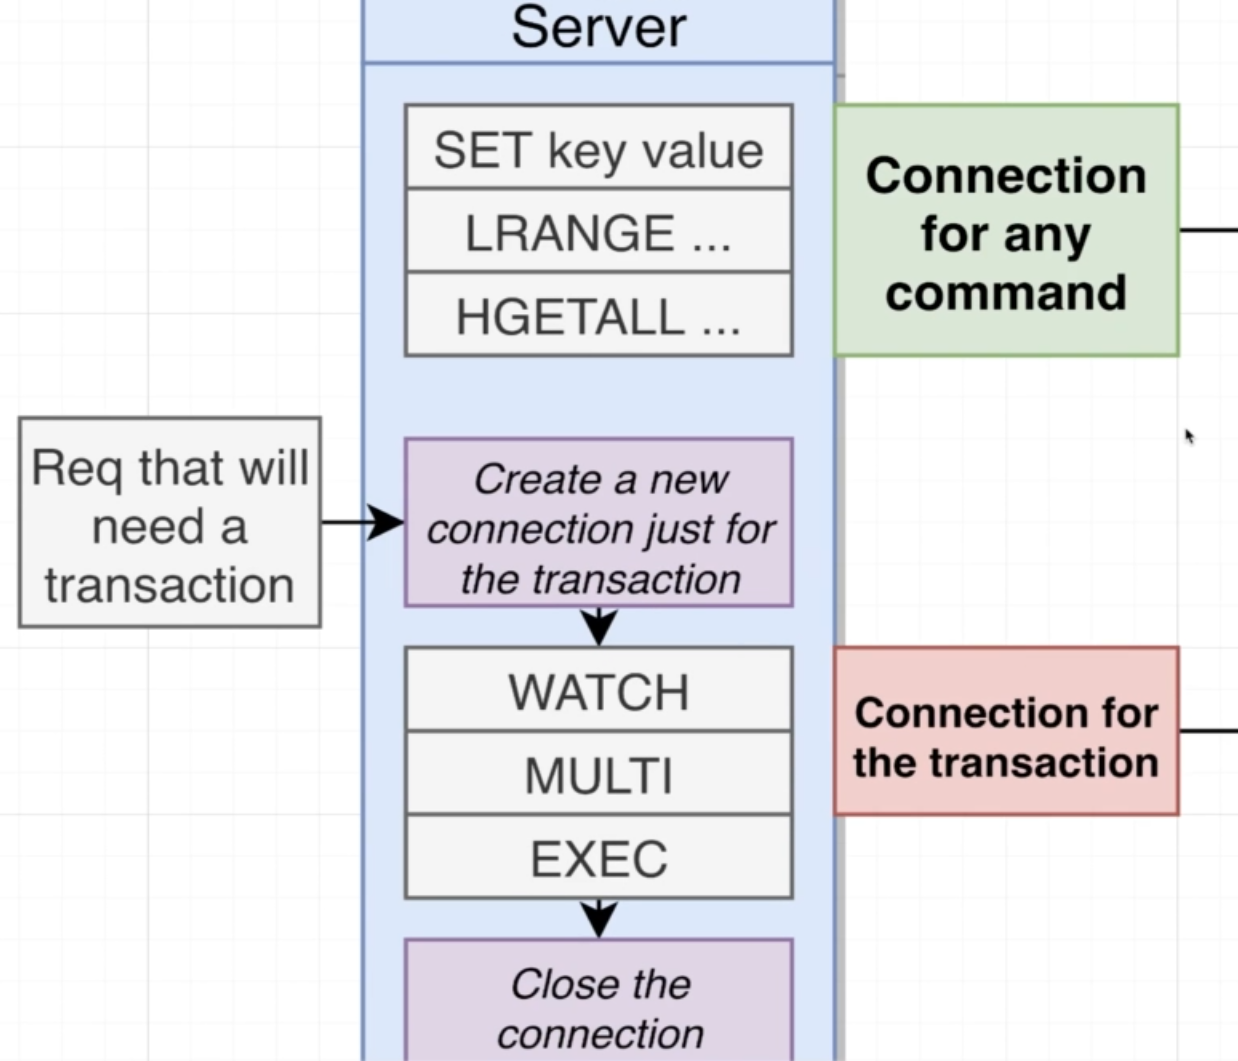 Server
SET key value
LRANGE ...
HGETALL ...
Connection
for any
command
Req that will
need a
transaction
Create a new
connection just for
the transaction
WATCH
MULTI
EXEC
Connection for
the transaction
Close the
connection